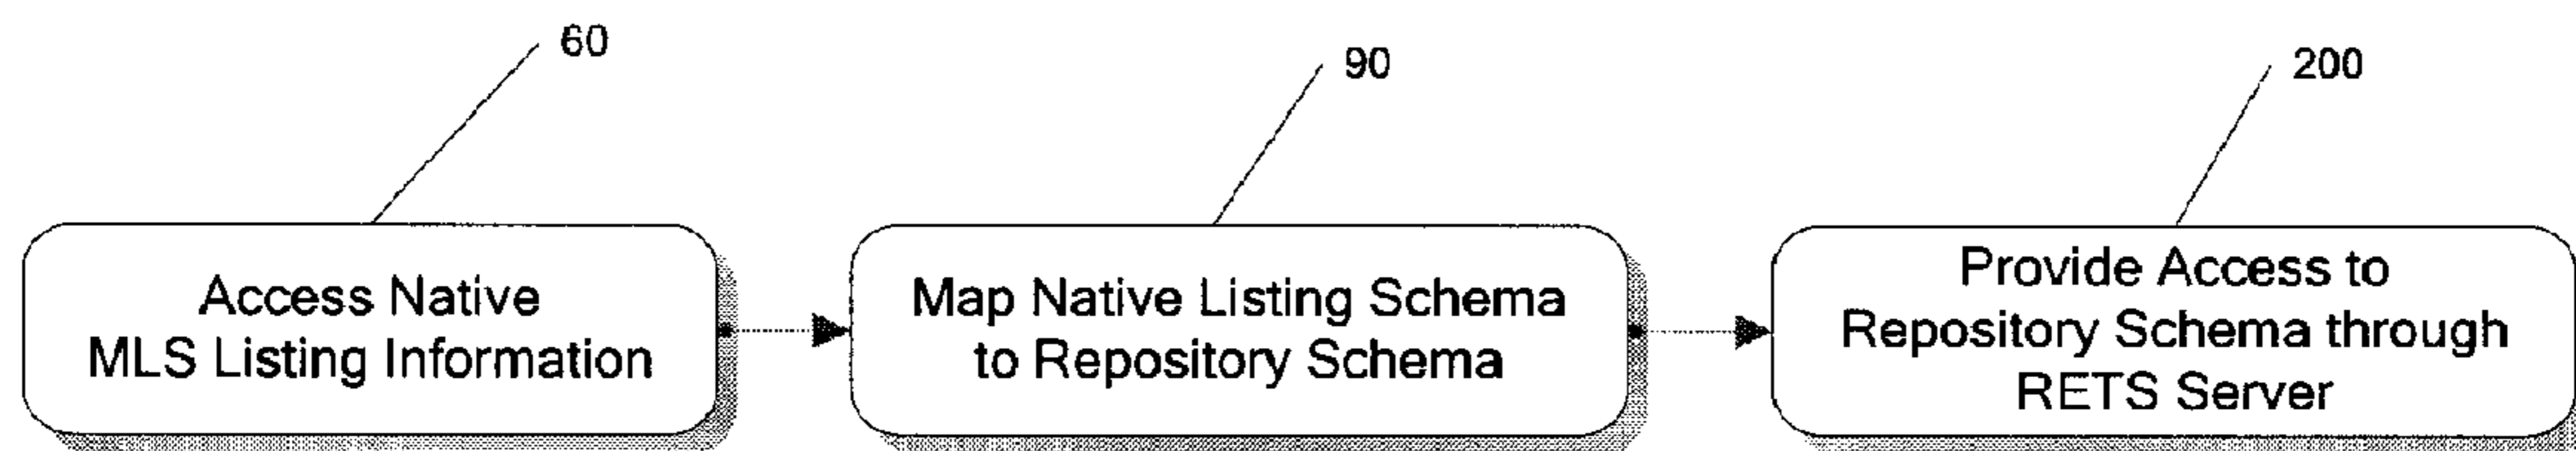 60
90
200
Access Native
MLS Listing Information
Map Native Listing Schema
to Repository Schema
Provide Access to
Repository Schema through
RETS Server